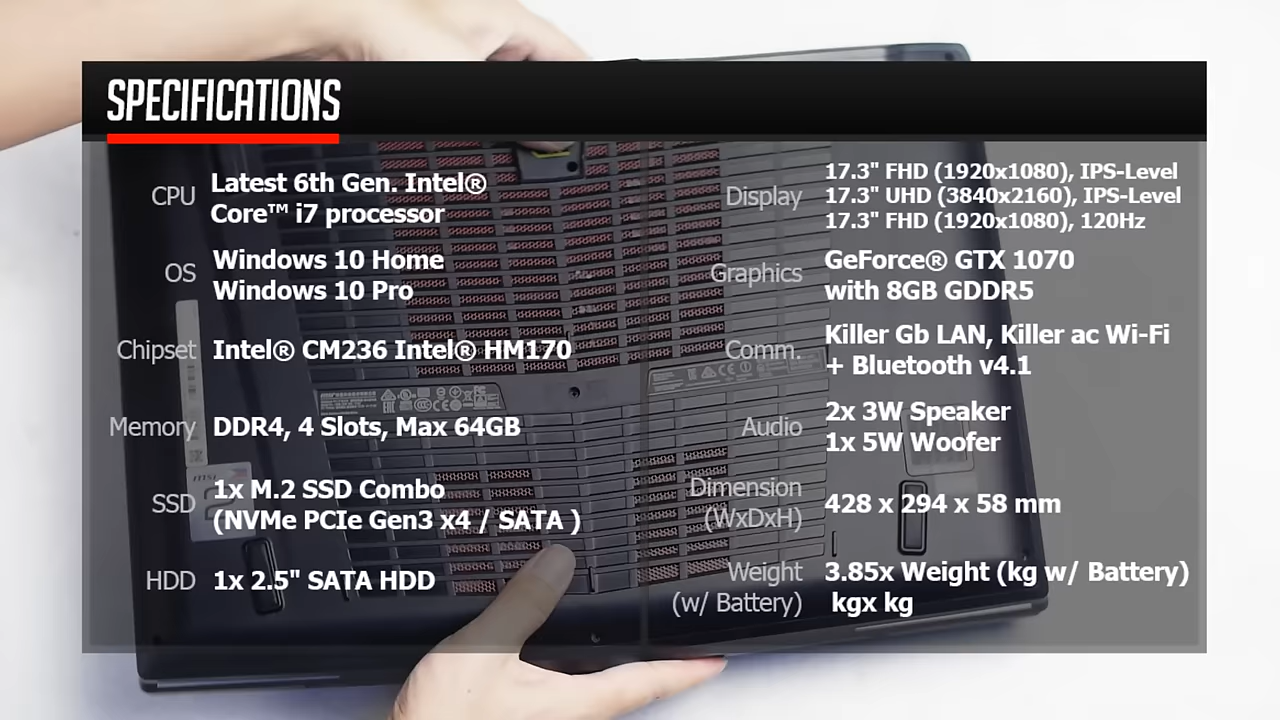 SPECIFICATIONS
CPU
Latest 6th Gen. Intel®
Core™ i7 processor
OS
Windows 10 Home
Windows 10 Pro
Chipset
Intel® CM236 Intel® HM170
Memory
DDR4, 4 Slots, Max 64GB
SSD
1x M.2 SSD Combo
(NVMe PCIe Gen3 x4 / SATA )
HDD
1x 2.5" SATA HDD
Display
17.3" FHD (1920x1080), IPS-Level
17.3" UHD (3840x2160), IPS-Level
17.3" FHD (1920x1080), 120Hz
Graphics
GeForce® GTX 1070
with 8GB GDDR5
Comm.
Killer Gb LAN, Killer ac Wi-Fi
+ Bluetooth v4.1
Audio
2x 3W Speaker
1x 5W Woofer
Dimension
(WxDxH)
428 x 294 x 58 mm
Weight
(w/ Battery)
3.85x Weight (kg w/ Battery)
kgx kg